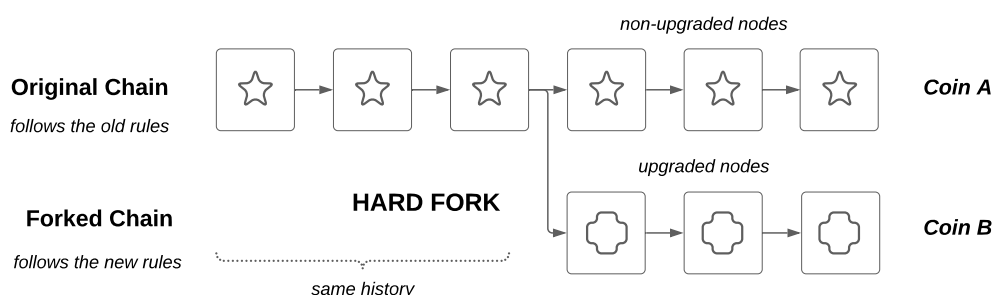 non-upgraded nodes
Original Chain
Coin A
follows the old rules
upgraded nodes
HARD FORK
Forked Chain
Coin B
follows the new rules
same history